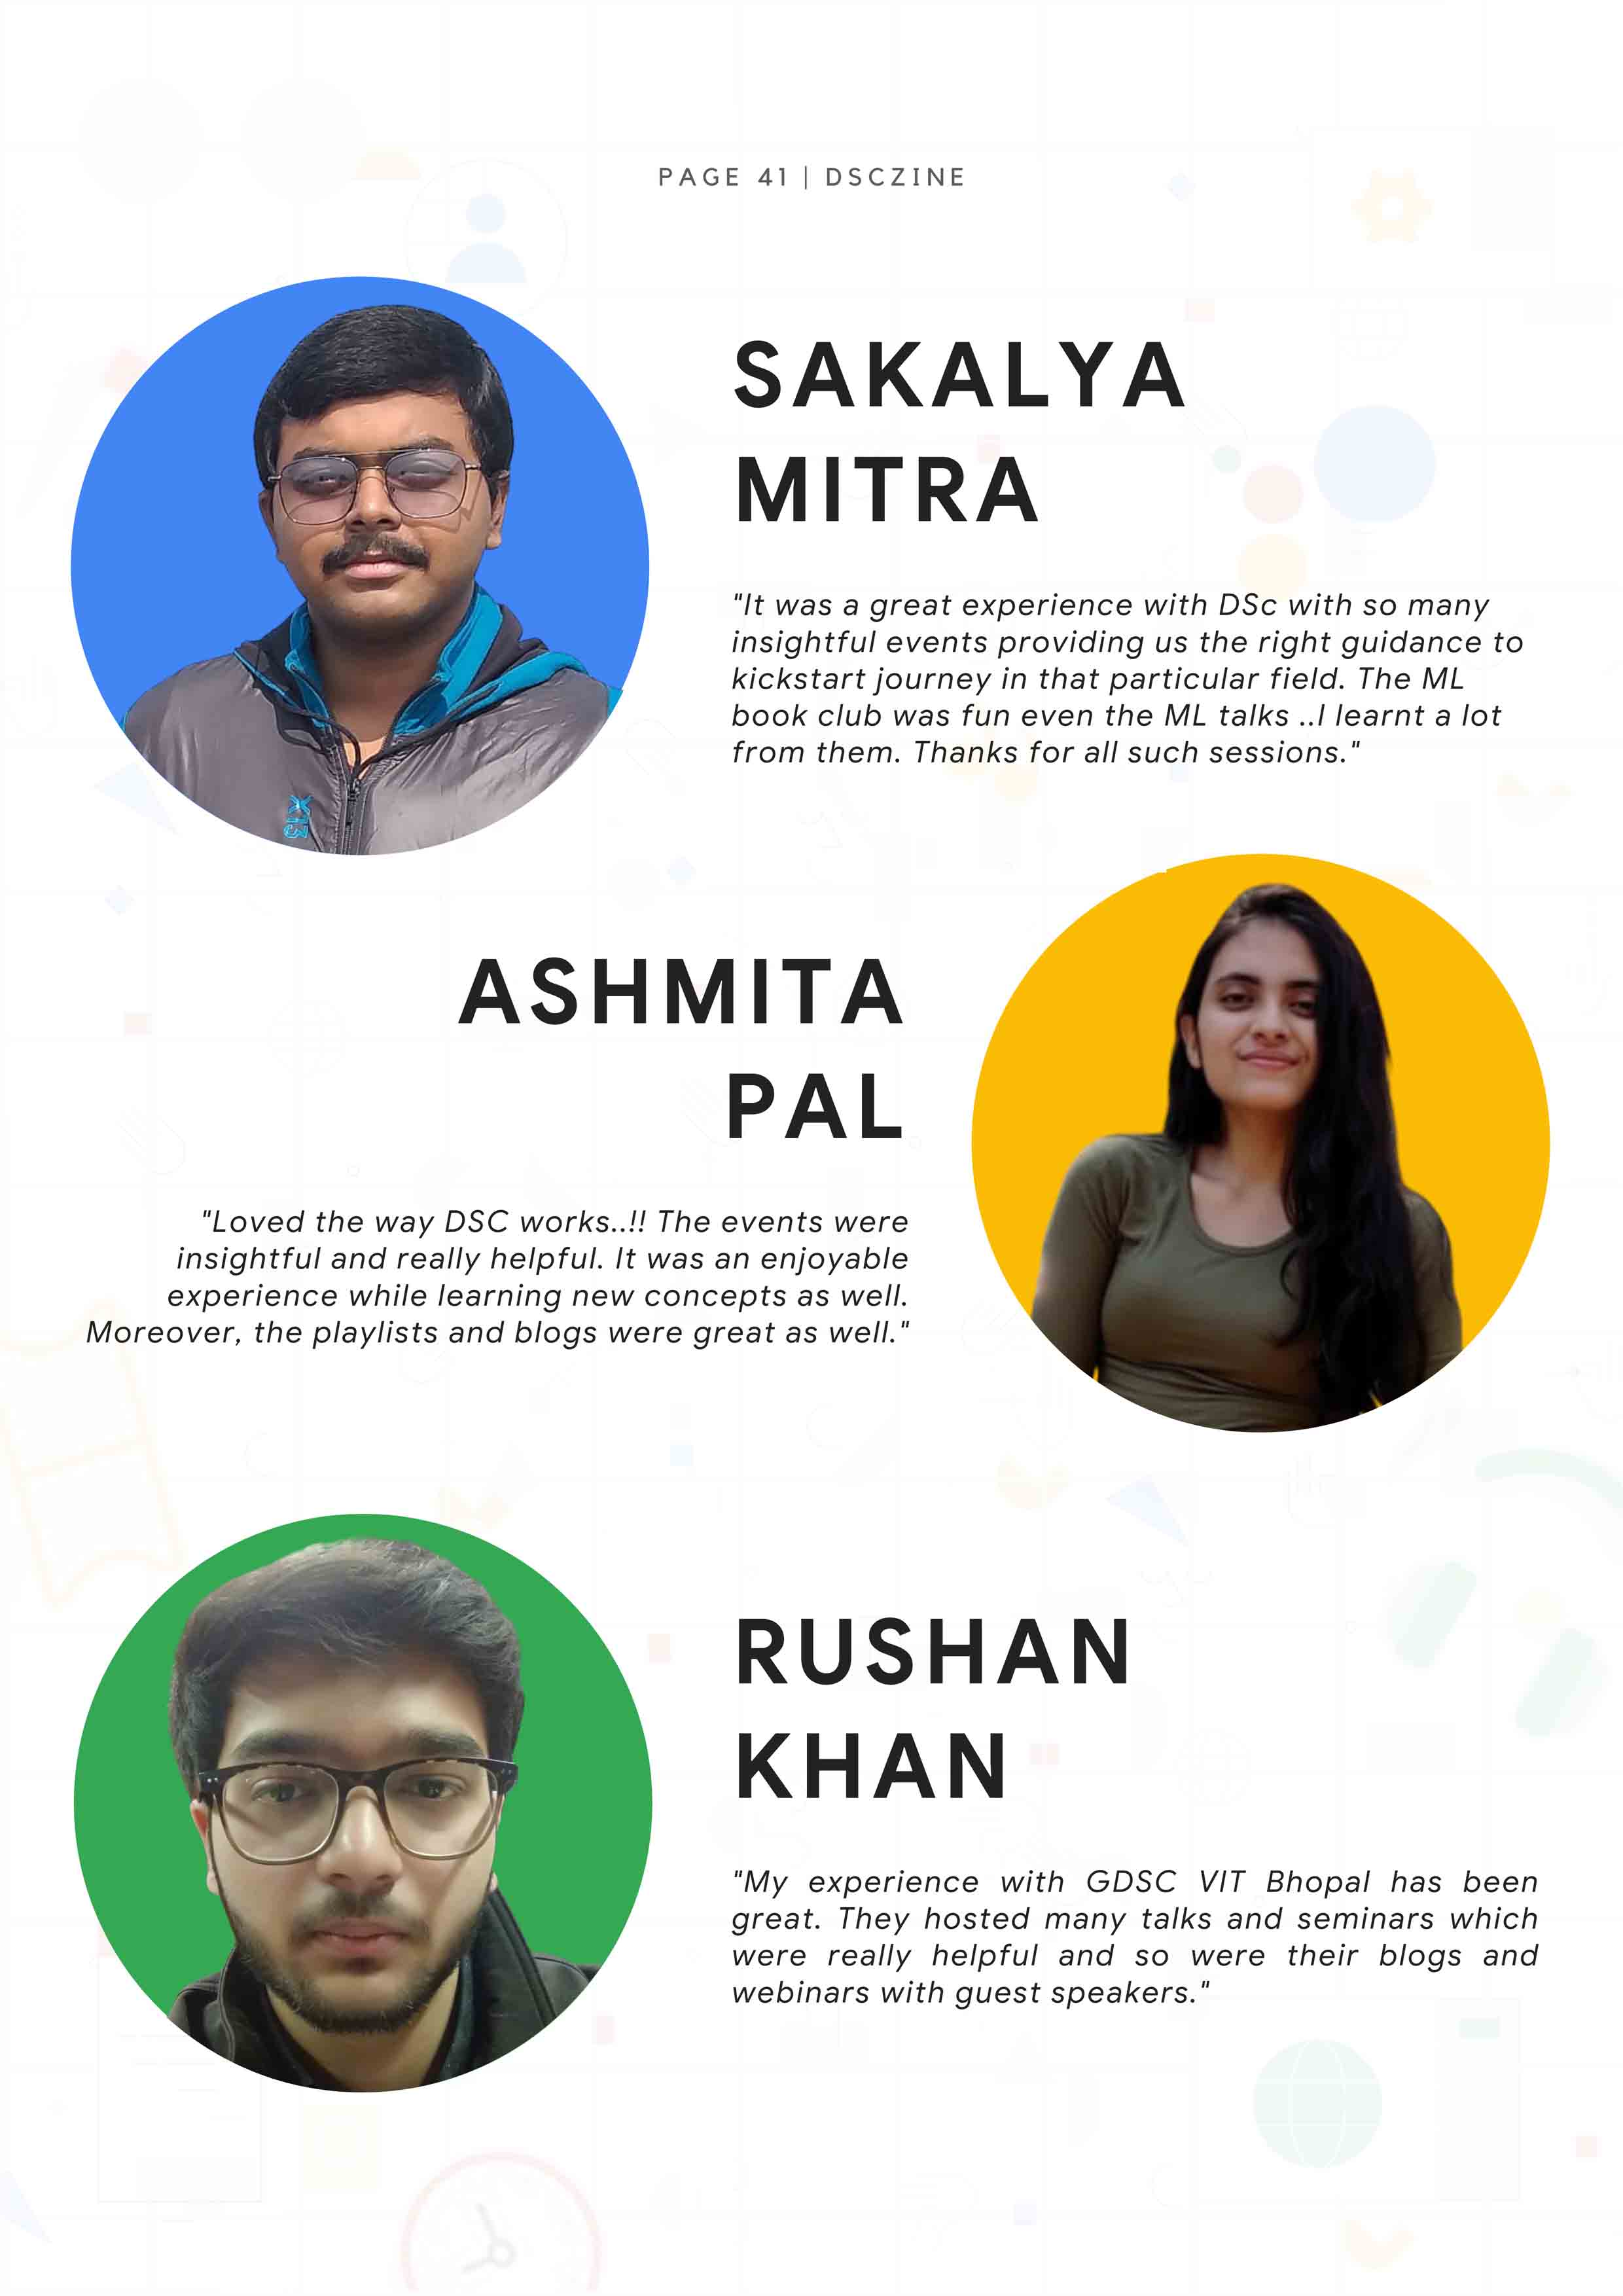 PAGE 41 | DSCZINE
SAKALYA
MITRA
"It was a great experience with DSc with so many
insightful events providing us the right guidance to
kickstart journey in that particular field. The ML
book club was fun even the ML talks ..I learnt a lot
from them. Thanks for all such sessions."
ASHMITA
PAL
"Loved the way DSC works..!! The events were
insightful and really helpful. It was an enjoyable
experience while learning new concepts as well.
Moreover, the playlists and blogs were great as well."
RUSHAN
KHAN
"My experience with GDSC VIT Bhopal has been
great. They hosted many talks and seminars which
were really helpful and so were their blogs and
webinars with guest speakers."